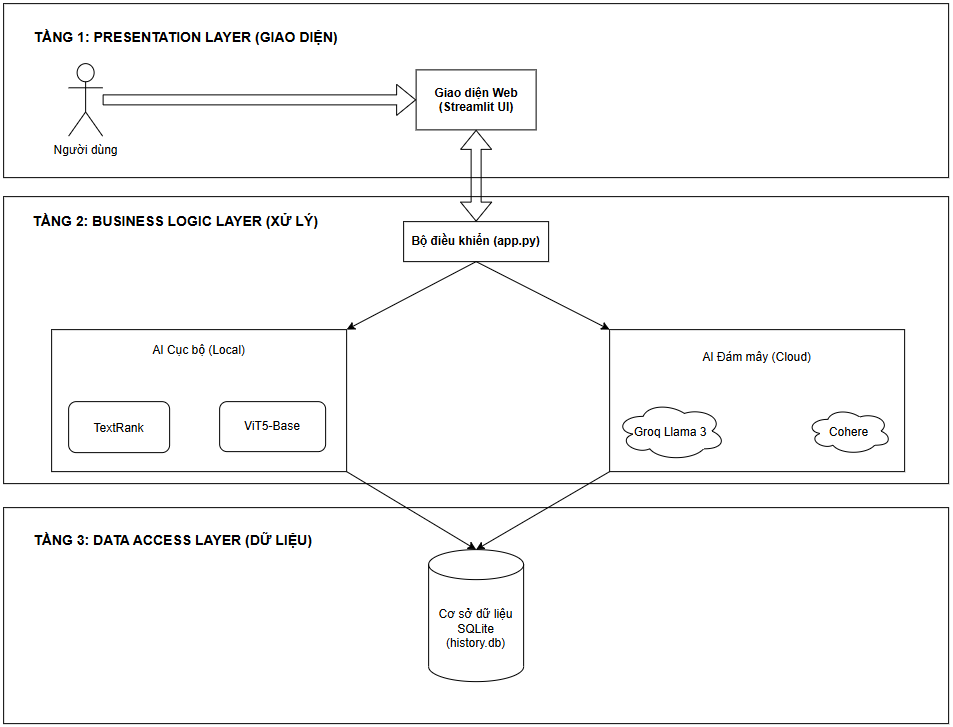 TẦNG 1: PRESENTATION LAYER (GIAO DIỆN)
Giao diện Web
(Streamlit UI)
Người dùng
TẦNG 2: BUSINESS LOGIC LAYER (XỬ LÝ)
Bộ điều khiển (app.py)
AI Cục bộ (Local)
AI Đám mây (Cloud)
TextRank
ViT5-Base
Groq Llama 3
Cohere
TẦNG 3: DATA ACCESS LAYER (DỮ LIỆU)
Cơ sở dữ liệu
SQLite
(history.db)